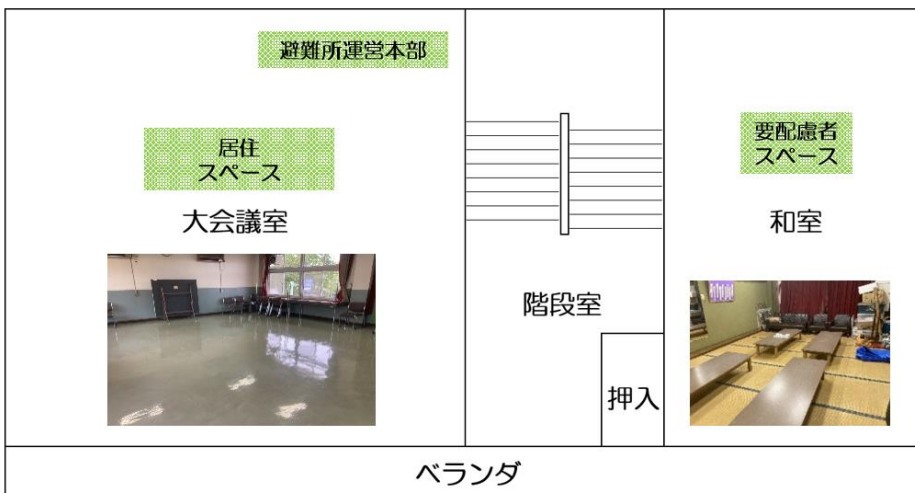 避難所運営本部
居住
スペース
大会議室
要配慮者
スペース
和室
階段室
押入
ベランダ